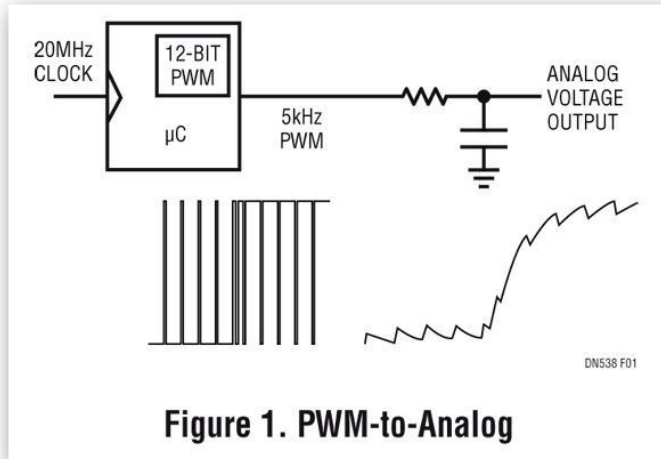 20MHz
CLOCK
12-BIT
PWM
µC
5kHz
PWM
ANALOG
VOLTAGE
OUTPUT
DN538 F01
Figure 1. PWM-to-Analog